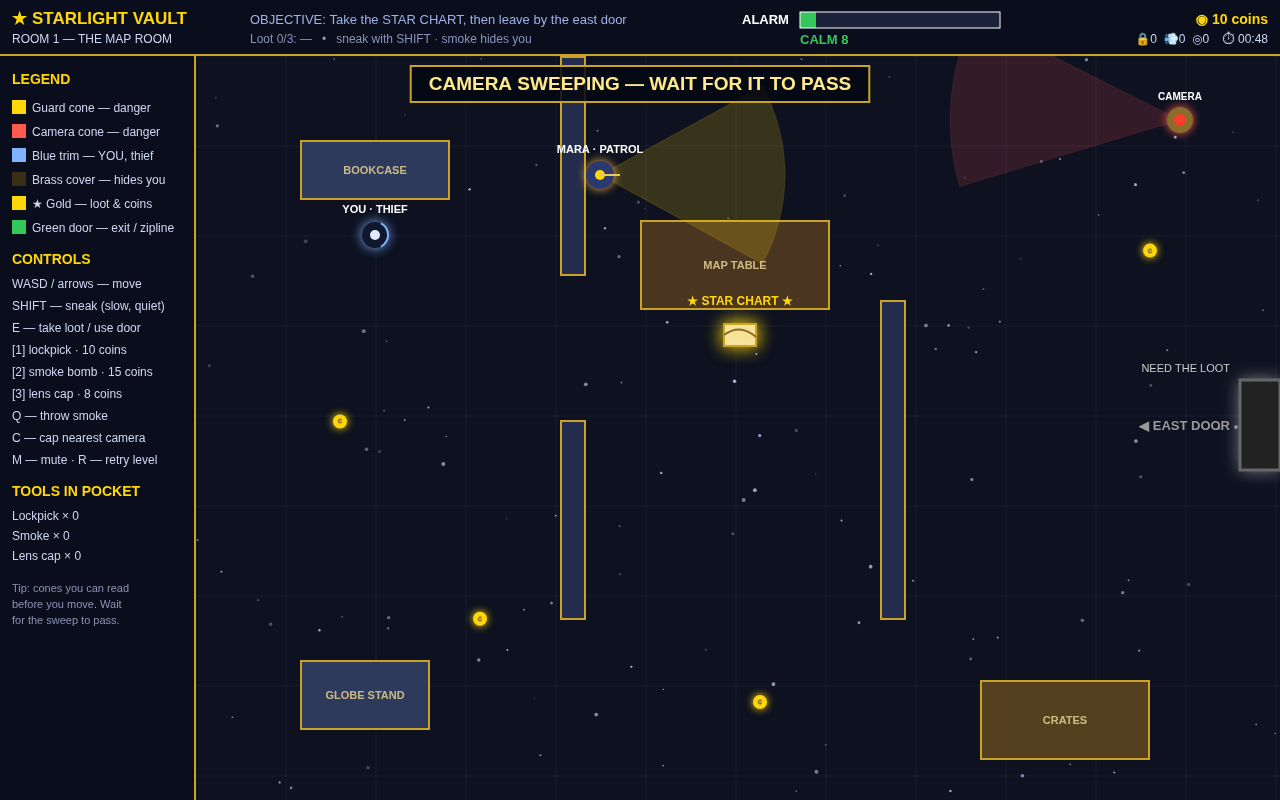 ★ STARLIGHT VAULT
ROOM 1 — THE MAP ROOM
OBJECTIVE: Take the STAR CHART, then leave by the east door
Loot 0/3: — • sneak with SHIFT · smoke hides you
ALARM
CALM 8
◉ 10 coins
🔒0 💨0 ◎0 ⏱ 00:48
CAMERA SWEEPING — WAIT FOR IT TO PASS
LEGEND
Guard cone — danger
Camera cone — danger
Blue trim — YOU, thief
Brass cover — hides you
★ Gold — loot & coins
Green door — exit / zipline
CONTROLS
WASD / arrows — move
SHIFT — sneak (slow, quiet)
E — take loot / use door
[1] lockpick · 10 coins
[2] smoke bomb · 15 coins
[3] lens cap · 8 coins
Q — throw smoke
C — cap nearest camera
M — mute · R — retry level
TOOLS IN POCKET
Lockpick × 0
Smoke × 0
Lens cap × 0
Tip: cones you can read
before you move. Wait
for the sweep to pass.
CAMERA
MARA · PATROL
BOOKCASE
YOU · THIEF
MAP TABLE
★ STAR CHART ★
NEED THE LOOT
◀ EAST DOOR
GLOBE STAND
CRATES
¢
¢
¢
¢